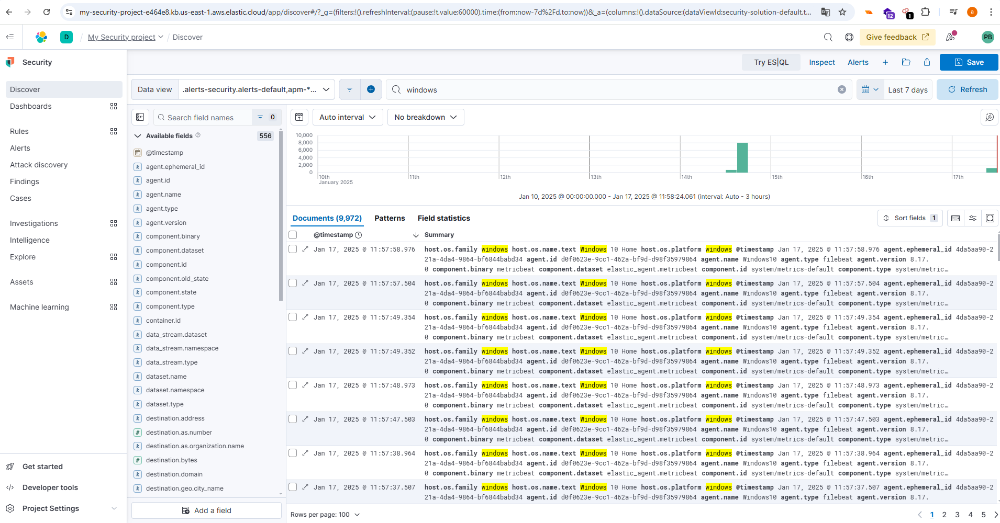 my-security-project-e464e8.kb.us-east-1.aws.elastic.cloud/app/discover#/?_g=(filters:!(),refreshInterval:(pause:!t,value:60000),time:(from:now-7d%2Fd,to:now))&_a=(columns:!(),dataSource:(dataViewId:security-solution-default,t...
12
1
a
D / My Security project / Discover
Give feedback
PB
Security
Try ES|QL Inspect Alerts + Save
Discover
Dashboards
Rules
Alerts
Attack discovery
Findings
Cases
Investigations
Intelligence
Explore
Assets
Machine learning
Get started
Developer tools
Project Settings
Data view .alerts-security.alerts-default,apm-*... windows Last 7 days Refresh
Search field names 0
Available fields 556
@timestamp
k agent.ephemeral_id
k agent.id
k agent.name
k agent.type
k agent.version
k component.binary
k component.dataset
k component.id
k component.old_state
k component.state
k component.type
k container.id
k data_stream.dataset
k data_stream.namespace
k data_stream.type
k dataset.name
k dataset.namespace
k dataset.type
k destination.address
# destination.as.number
k destination.as.organization.name
# destination.bytes
k destination.domain
k destination.geo.city_name
Add a field
Auto interval No breakdown
10,000
8,000
6,000
4,000
2,000
0
10th 11th 12th 13th 14th 15th 16th 17th
January 2025
Jan 10, 2025 @ 00:00:00.000 - Jan 17, 2025 @ 11:58:24.061 (interval: Auto - 3 hours)
Documents (9,972) Patterns Field statistics Sort fields 1
@timestamp Summary
Jan 17, 2025 @ 11:57:58.976 host.os.family windows host.os.name.text Windows 10 Home host.os.platform windows @timestamp Jan 17, 2025 @ 11:57:58.976 agent.ephemeral_id 4da5aa90-2
21a-4da4-9864-bf6844babd34 agent.id d0f0623e-9cc1-462a-bf9d-d98f35979864 agent.name Windows10 agent.type filebeat agent.version 8.17.
0 component.binary metricbeat component.dataset elastic_agent.metricbeat component.id system/metrics-default component.type system/metric…
Jan 17, 2025 @ 11:57:57.504 host.os.family windows host.os.name.text Windows 10 Home host.os.platform windows @timestamp Jan 17, 2025 @ 11:57:57.504 agent.ephemeral_id 4da5aa90-2
21a-4da4-9864-bf6844babd34 agent.id d0f0623e-9cc1-462a-bf9d-d98f35979864 agent.name Windows10 agent.type filebeat agent.version 8.17.
0 component.binary metricbeat component.dataset elastic_agent.metricbeat component.id system/metrics-default component.type system/metric…
Jan 17, 2025 @ 11:57:49.354 host.os.family windows host.os.name.text Windows 10 Home host.os.platform windows @timestamp Jan 17, 2025 @ 11:57:49.354 agent.ephemeral_id 4da5aa90-2
21a-4da4-9864-bf6844babd34 agent.id d0f0623e-9cc1-462a-bf9d-d98f35979864 agent.name Windows10 agent.type filebeat agent.version 8.17.
0 component.binary metricbeat component.dataset elastic_agent.metricbeat component.id system/metrics-default component.type system/metric…
Jan 17, 2025 @ 11:57:49.352 host.os.family windows host.os.name.text Windows 10 Home host.os.platform windows @timestamp Jan 17, 2025 @ 11:57:49.352 agent.ephemeral_id 4da5aa90-2
21a-4da4-9864-bf6844babd34 agent.id d0f0623e-9cc1-462a-bf9d-d98f35979864 agent.name Windows10 agent.type filebeat agent.version 8.17.
0 component.binary metricbeat component.dataset elastic_agent.metricbeat component.id system/metrics-default component.type system/metric…
Jan 17, 2025 @ 11:57:48.973 host.os.family windows host.os.name.text Windows 10 Home host.os.platform windows @timestamp Jan 17, 2025 @ 11:57:48.973 agent.ephemeral_id 4da5aa90-2
21a-4da4-9864-bf6844babd34 agent.id d0f0623e-9cc1-462a-bf9d-d98f35979864 agent.name Windows10 agent.type filebeat agent.version 8.17.
0 component.binary metricbeat component.dataset elastic_agent.metricbeat component.id system/metrics-default component.type system/metric…
Jan 17, 2025 @ 11:57:47.503 host.os.family windows host.os.name.text Windows 10 Home host.os.platform windows @timestamp Jan 17, 2025 @ 11:57:47.503 agent.ephemeral_id 4da5aa90-2
21a-4da4-9864-bf6844babd34 agent.id d0f0623e-9cc1-462a-bf9d-d98f35979864 agent.name Windows10 agent.type filebeat agent.version 8.17.
0 component.binary metricbeat component.dataset elastic_agent.metricbeat component.id system/metrics-default component.type system/metric…
Jan 17, 2025 @ 11:57:38.964 host.os.family windows host.os.name.text Windows 10 Home host.os.platform windows @timestamp Jan 17, 2025 @ 11:57:38.964 agent.ephemeral_id 4da5aa90-2
21a-4da4-9864-bf6844babd34 agent.id d0f0623e-9cc1-462a-bf9d-d98f35979864 agent.name Windows10 agent.type filebeat agent.version 8.17.
0 component.binary metricbeat component.dataset elastic_agent.metricbeat component.id system/metrics-default component.type system/metric…
Jan 17, 2025 @ 11:57:37.507 host.os.family windows host.os.name.text Windows 10 Home host.os.platform windows @timestamp Jan 17, 2025 @ 11:57:37.507 agent.ephemeral_id 4da5aa90-2
21a-4da4-9864-bf6844babd34 agent.id d0f0623e-9cc1-462a-bf9d-d98f35979864 agent.name Windows10 agent.type filebeat agent.version 8.17.
Rows per page: 100 1 2 3 4 5